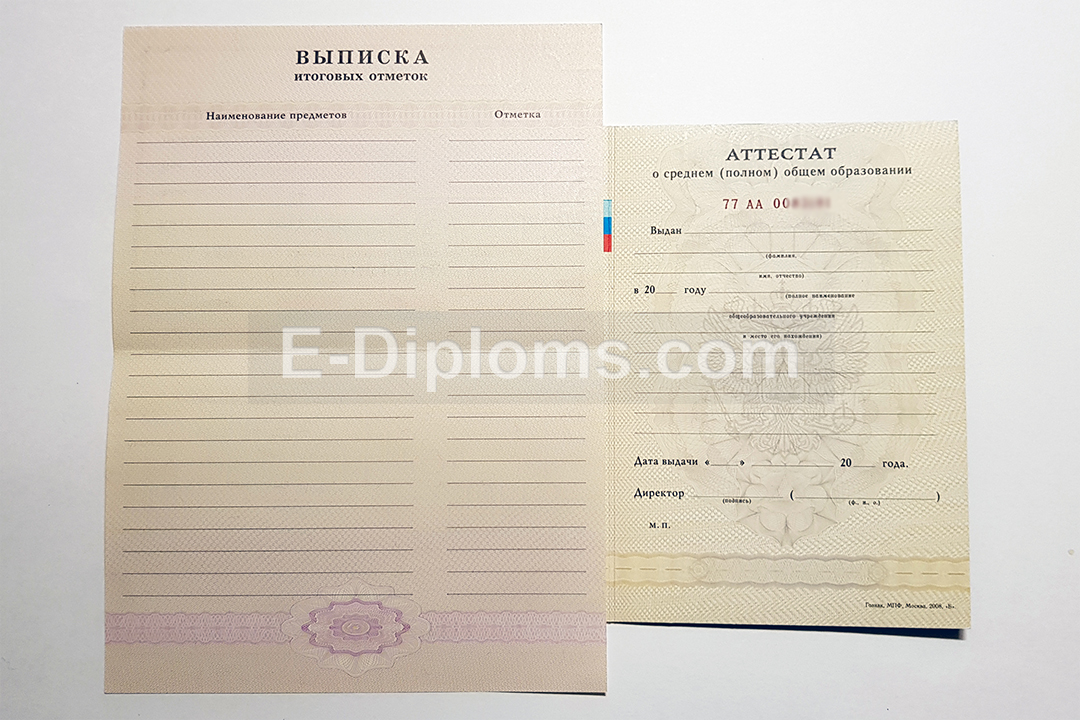 ВЫПИСКА
ИТОГОВЫХ ОТМЕТОК
Наименование предметов Отметка
АТТЕСТАТ
о среднем (полном) общем образовании
77 АА 00
Выдан
(фамилия,
имя, отчество)
в 20 году
(полное наименование
общеобразовательного учреждения
и место его нахождения)
E-Diploms.com
Дата выдачи « » 20 года.
Директор ( )
(подпись) (ф., и., о.)
М. П.
Гознак, МПФ, Москва, 2008, «В».